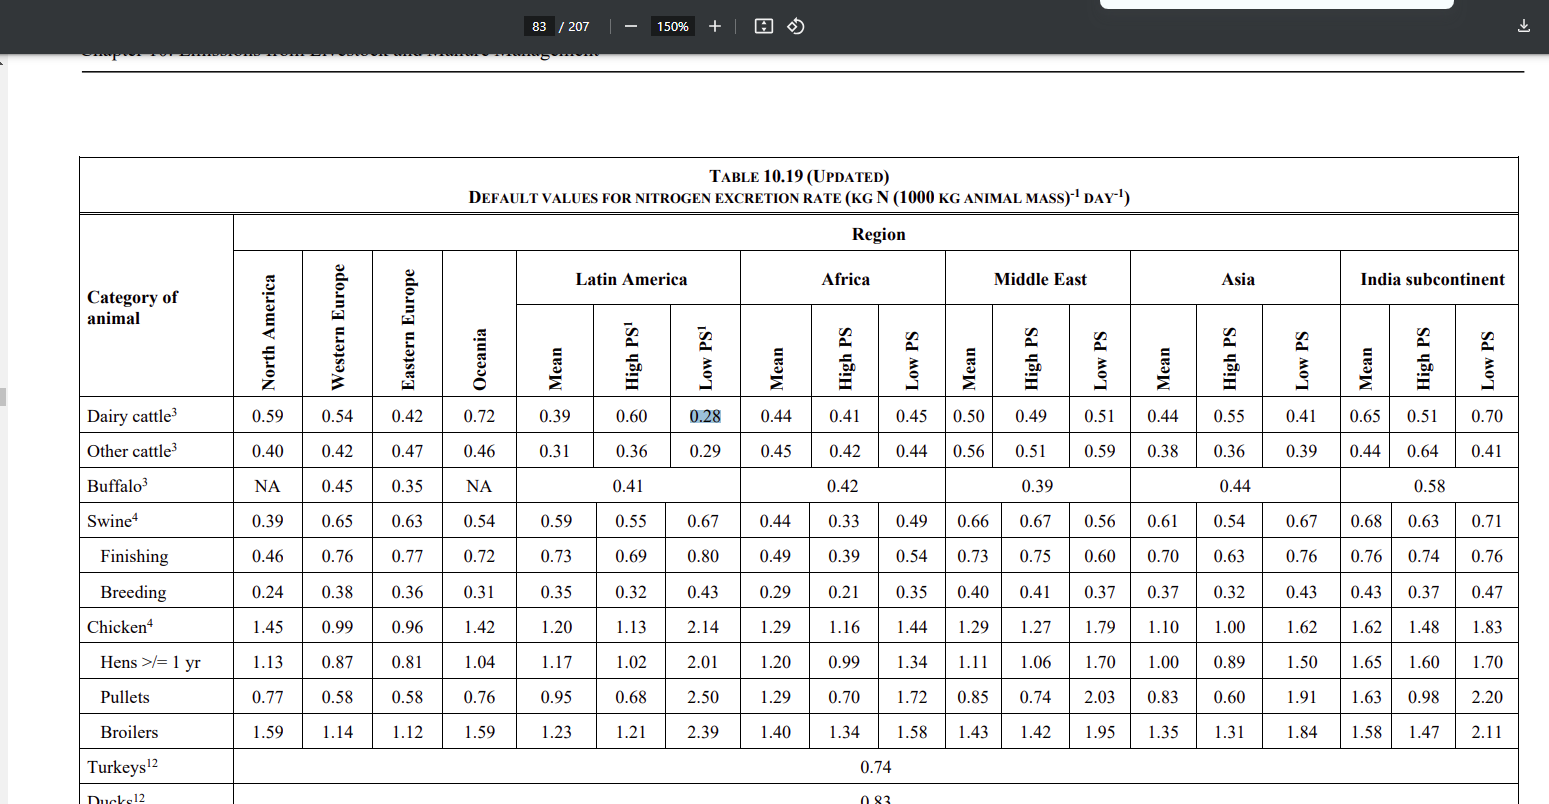 83 / 207 150%
Chapter 10: Emissions from Livestock and Manure Management
TABLE 10.19 (UPDATED)
DEFAULT VALUES FOR NITROGEN EXCRETION RATE (KG N (1000 KG ANIMAL MASS)⁻¹ DAY⁻¹)
Category of animal
Region
North America
Western Europe
Eastern Europe
Oceania
Latin America
Africa
Middle East
Asia
India subcontinent
Mean High PS¹ Low PS¹ Mean High PS Low PS Mean High PS Low PS Mean High PS Low PS Mean High PS Low PS
Dairy cattle³ 0.59 0.54 0.42 0.72 0.39 0.60 0.28 0.44 0.41 0.45 0.50 0.49 0.51 0.44 0.55 0.41 0.65 0.51 0.70
Other cattle³ 0.40 0.42 0.47 0.46 0.31 0.36 0.29 0.45 0.42 0.44 0.56 0.51 0.59 0.38 0.36 0.39 0.44 0.64 0.41
Buffalo³ NA 0.45 0.35 NA 0.41 0.42 0.39 0.44 0.58
Swine⁴ 0.39 0.65 0.63 0.54 0.59 0.55 0.67 0.44 0.33 0.49 0.66 0.67 0.56 0.61 0.54 0.67 0.68 0.63 0.71
Finishing 0.46 0.76 0.77 0.72 0.73 0.69 0.80 0.49 0.39 0.54 0.73 0.75 0.60 0.70 0.63 0.76 0.76 0.74 0.76
Breeding 0.24 0.38 0.36 0.31 0.35 0.32 0.43 0.29 0.21 0.35 0.40 0.41 0.37 0.37 0.32 0.43 0.43 0.37 0.47
Chicken⁴ 1.45 0.99 0.96 1.42 1.20 1.13 2.14 1.29 1.16 1.44 1.29 1.27 1.79 1.10 1.00 1.62 1.62 1.48 1.83
Hens >/= 1 yr 1.13 0.87 0.81 1.04 1.17 1.02 2.01 1.20 0.99 1.34 1.11 1.06 1.70 1.00 0.89 1.50 1.65 1.60 1.70
Pullets 0.77 0.58 0.58 0.76 0.95 0.68 2.50 1.29 0.70 1.72 0.85 0.74 2.03 0.83 0.60 1.91 1.63 0.98 2.20
Broilers 1.59 1.14 1.12 1.59 1.23 1.21 2.39 1.40 1.34 1.58 1.43 1.42 1.95 1.35 1.31 1.84 1.58 1.47 2.11
Turkeys¹² 0.74
Ducks¹² 0.83